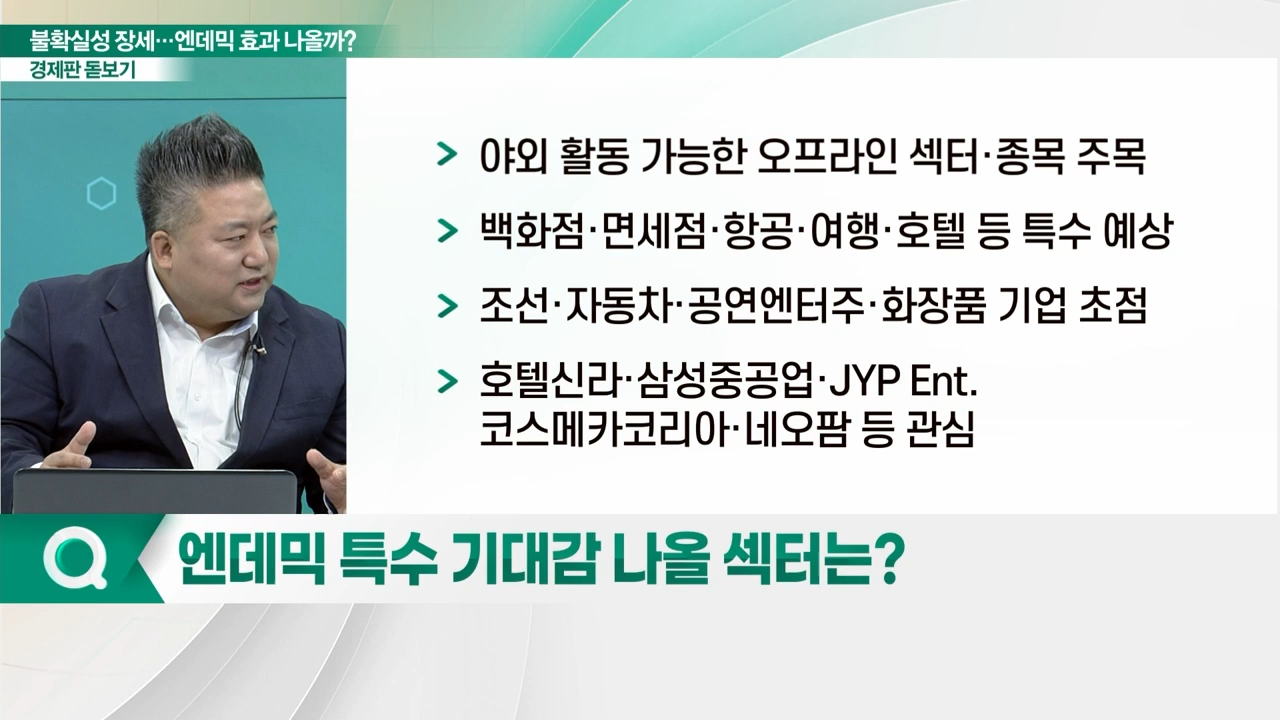 불확실성 장세…엔데믹 효과 나올까?
경제판 돋보기
> 야외 활동 가능한 오프라인 섹터·종목 주목
> 백화점·면세점·항공·여행·호텔 등 특수 예상
> 조선·자동차·공연엔터주·화장품 기업 초점
> 호텔신라·삼성중공업·JYP Ent.
코스메카코리아·네오팜 등 관심
Q 엔데믹 특수 기대감 나올 섹터는?